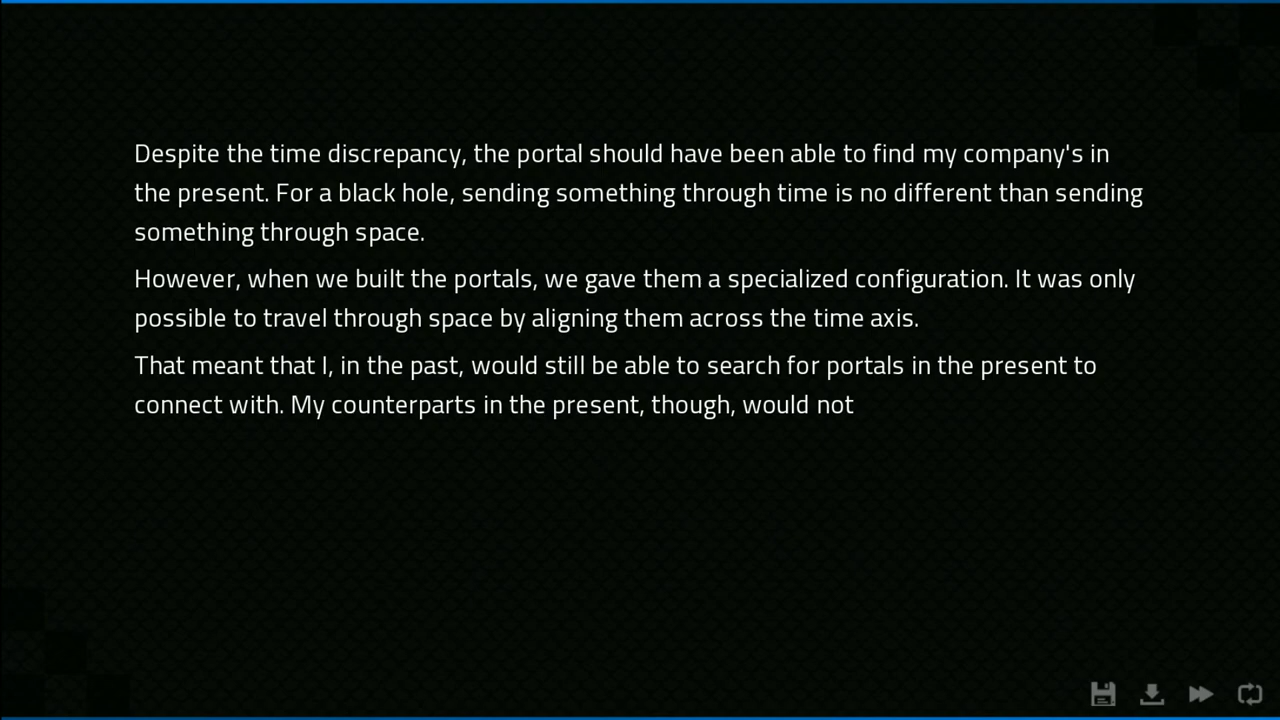 Despite the time discrepancy, the portal should have been able to find my company's in
the present. For a black hole, sending something through time is no different than sending
something through space.
However, when we built the portals, we gave them a specialized configuration. It was only
possible to travel through space by aligning them across the time axis.
That meant that I, in the past, would still be able to search for portals in the present to
connect with. My counterparts in the present, though, would not